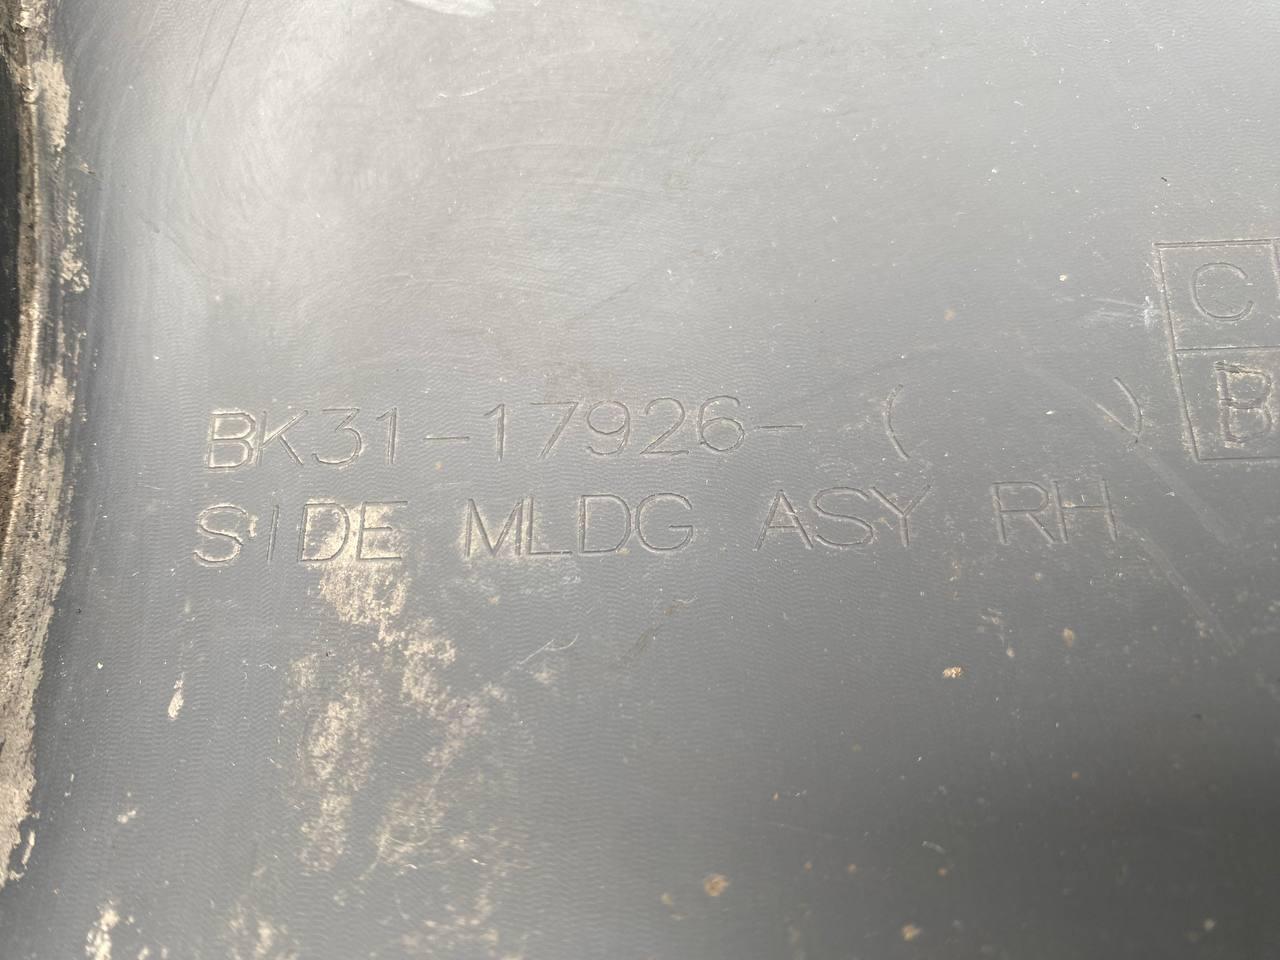 BK31-17926- ( )
SIDE MLDG ASY RH
C
B